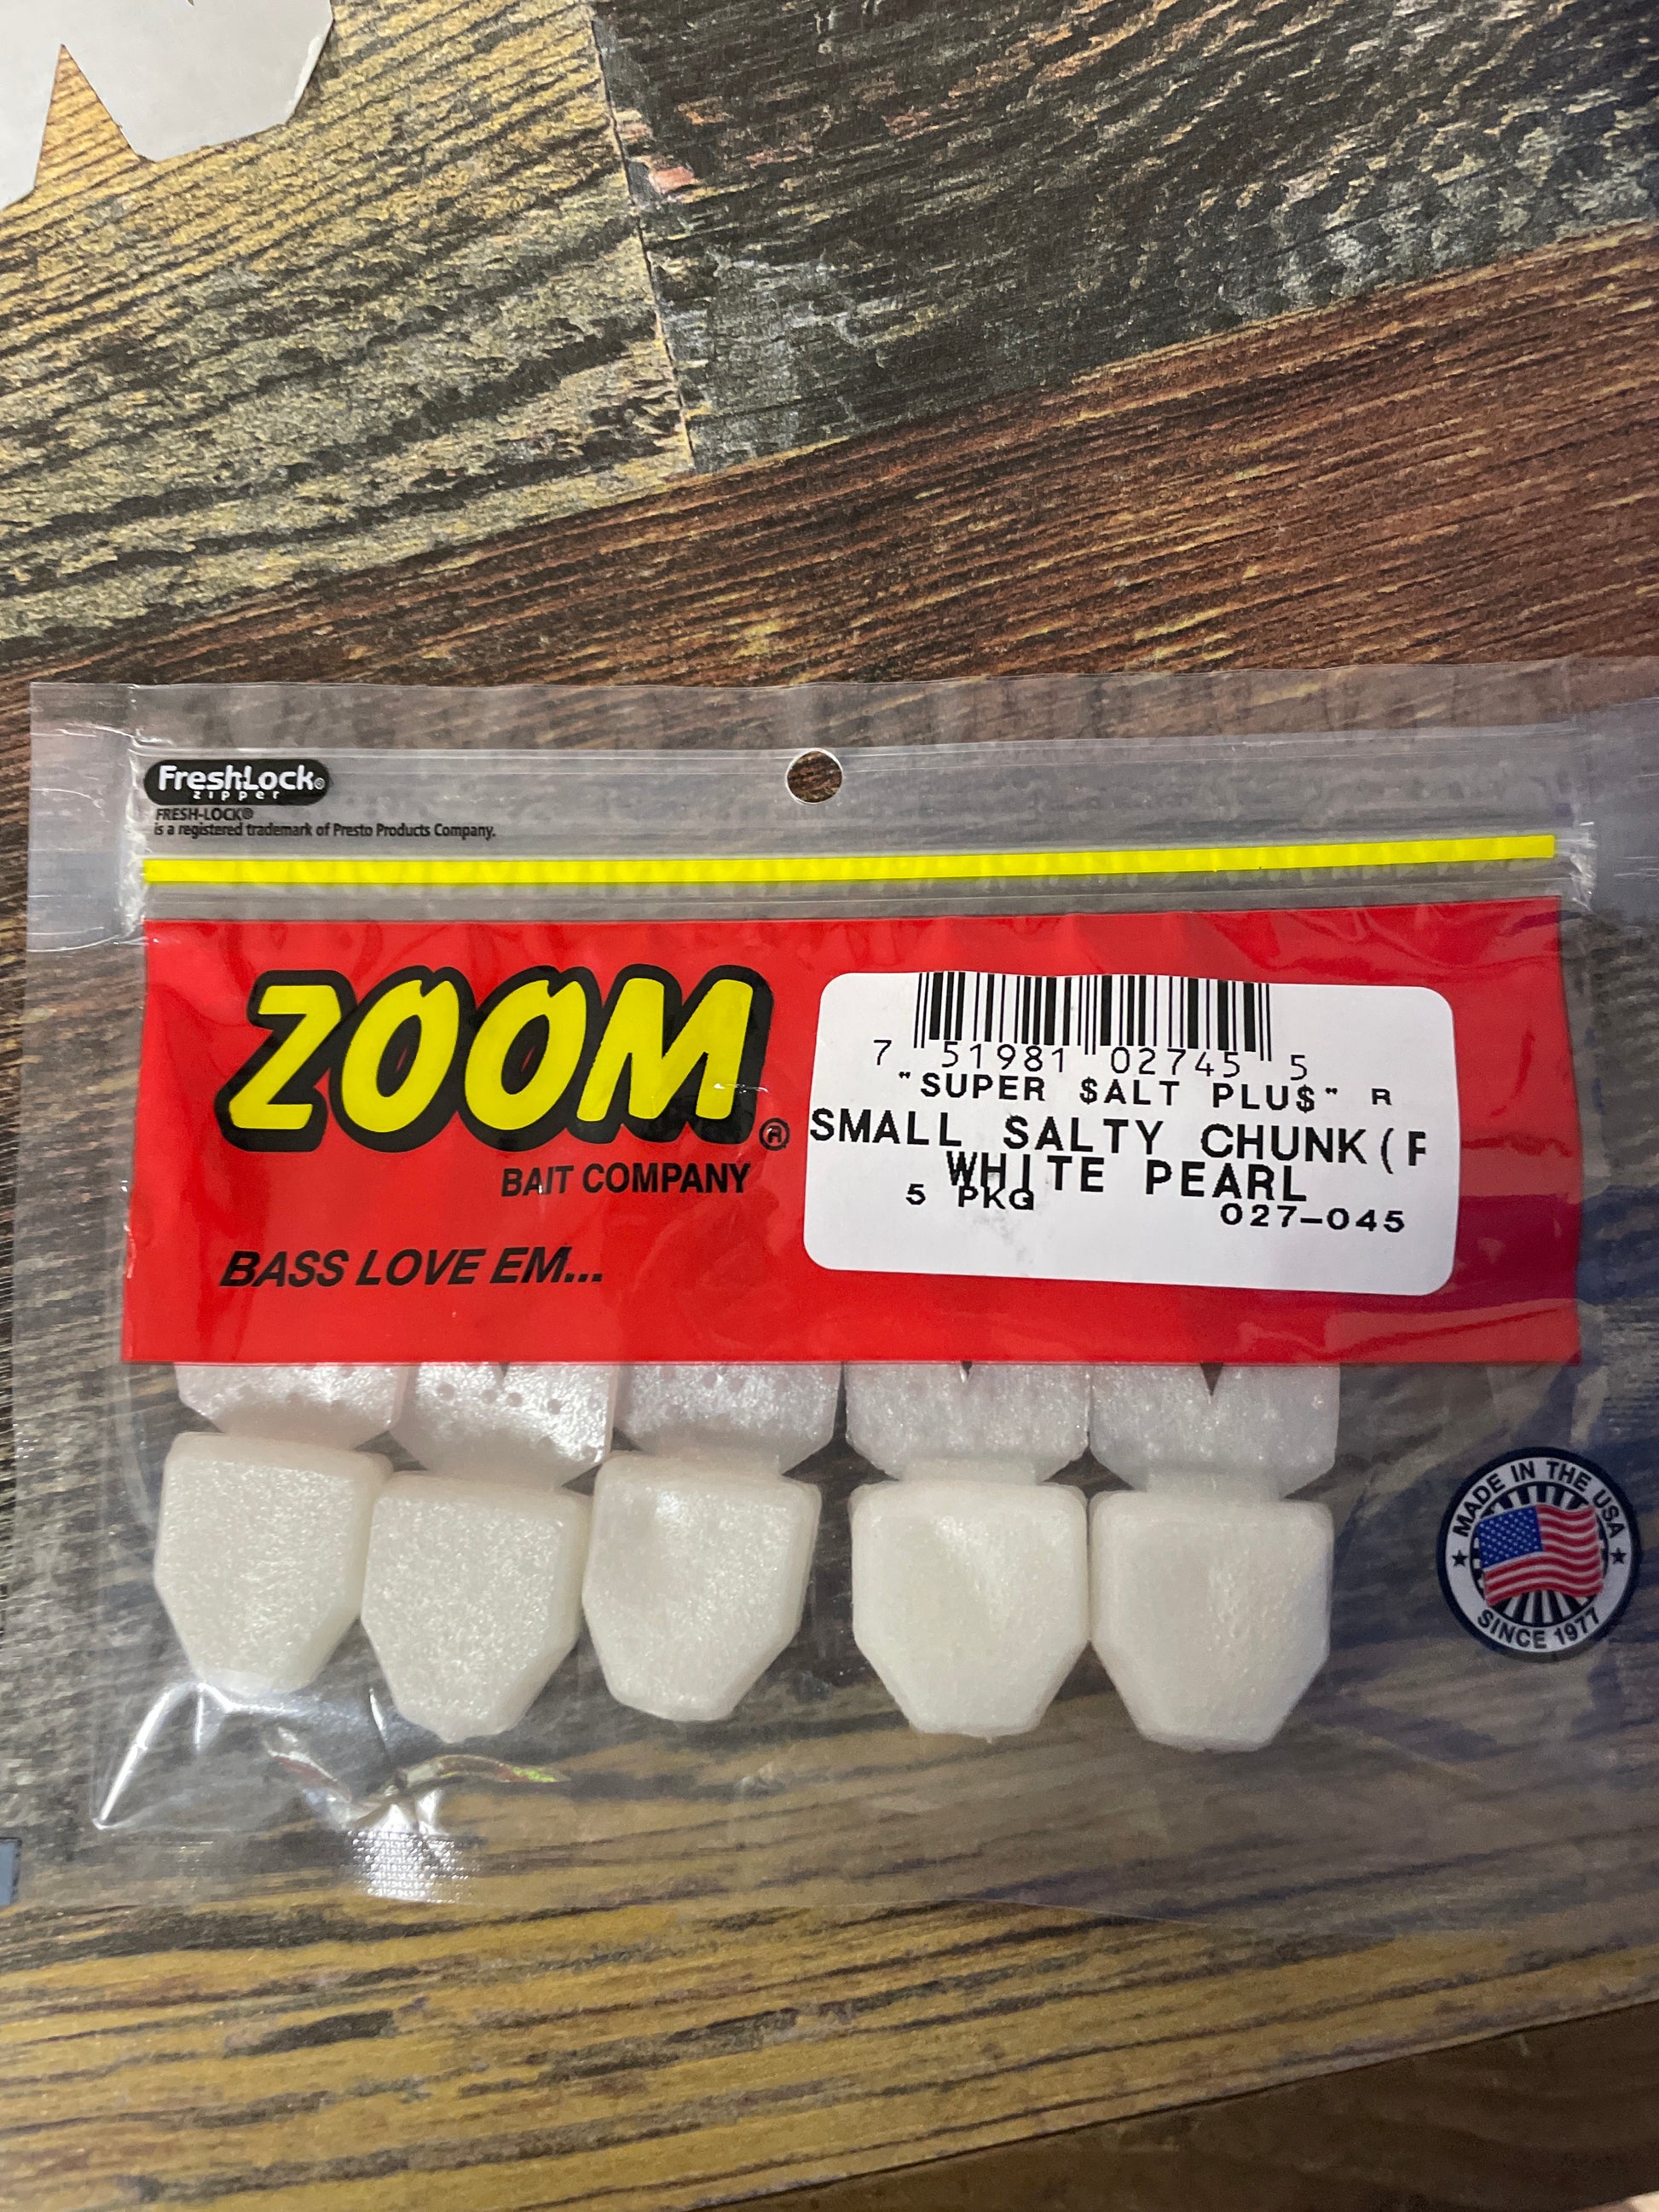 FreshLock®
zipper
FRESH-LOCK®
is a registered trademark of Presto Products Company.
ZOOM®
BAIT COMPANY
BASS LOVE EM...
7 51981 02745 5
"SUPER $ALT PLU$" R
SMALL SALTY CHUNK(F
WHITE PEARL
5 PKG
027-045
MADE IN THE USA
SINCE 1977